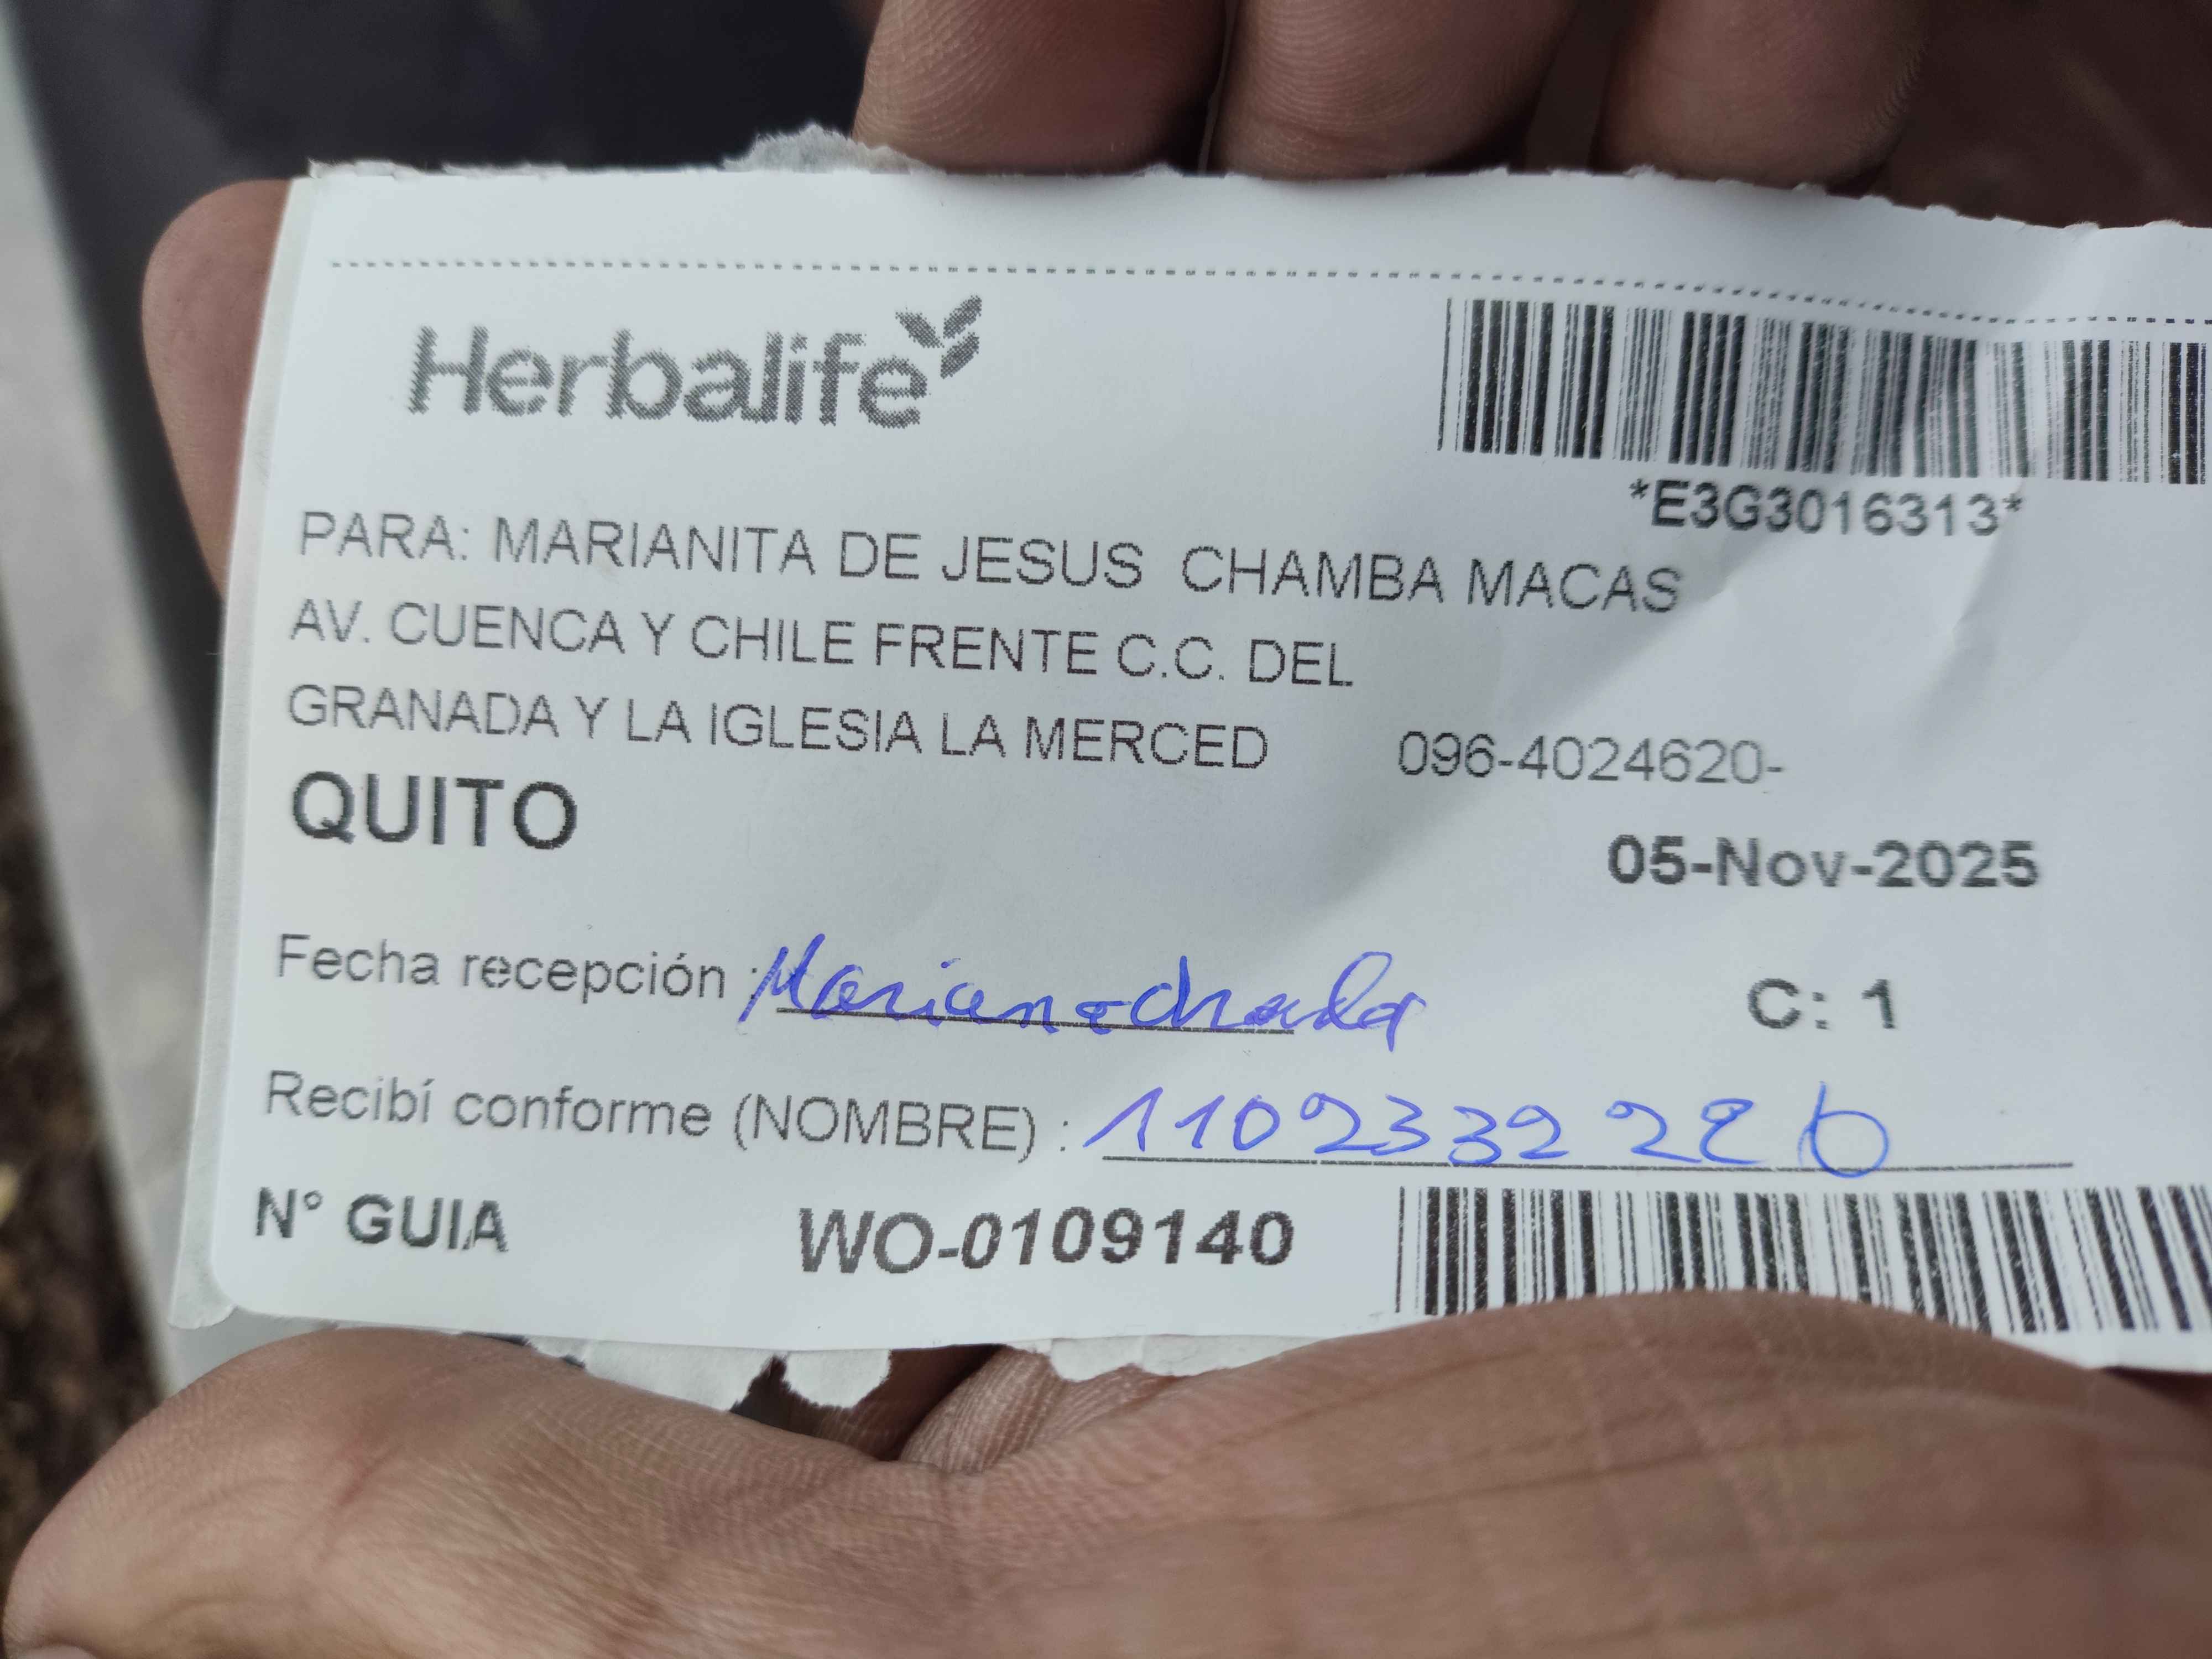 Herbalife
*E3G3016313*
PARA: MARIANITA DE JESUS CHAMBA MACAS
AV. CUENCA Y CHILE FRENTE C.C. DEL
GRANADA Y LA IGLESIA LA MERCED 096-4024620-
QUITO
05-Nov-2025
Fecha recepción :
C: 1
Recibí conforme (NOMBRE) : 1102332220
N° GUIA WO-0109140